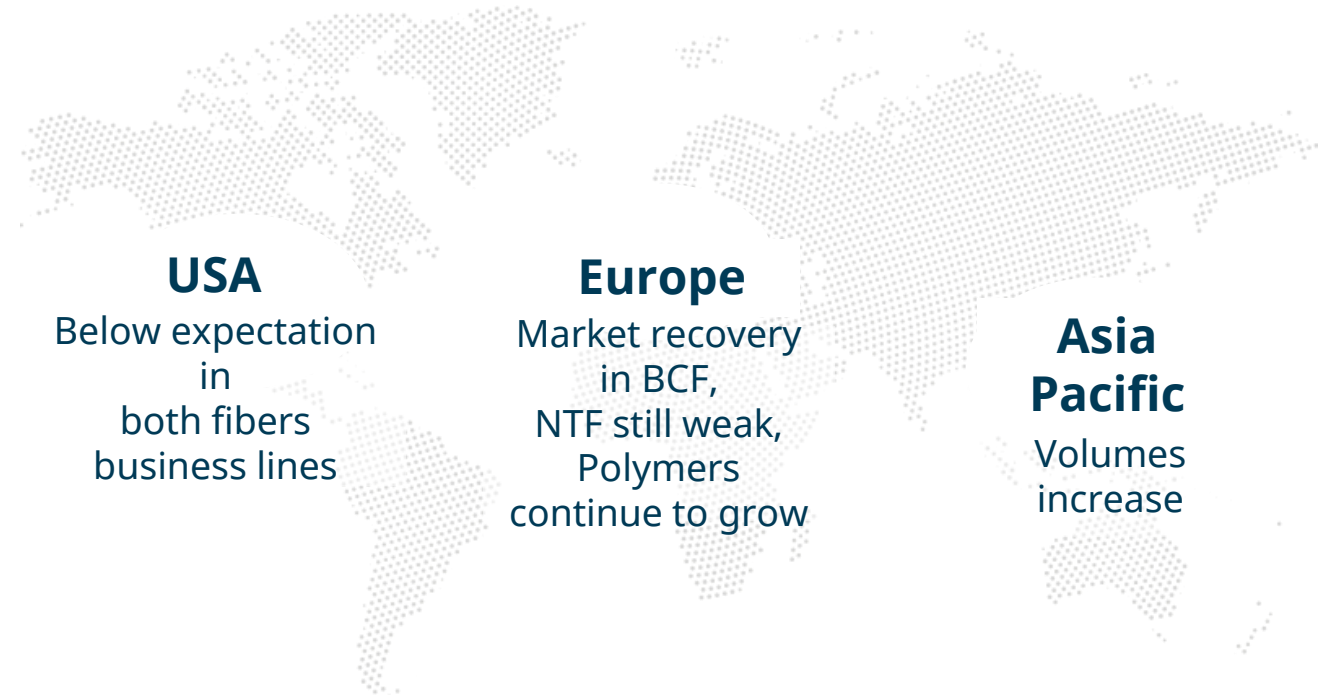 USA
Below expectation
in
both fibers
business lines
Europe
Market recovery
in BCF,
NTF still weak,
Polymers
continue to grow
Asia
Pacific
Volumes
increase